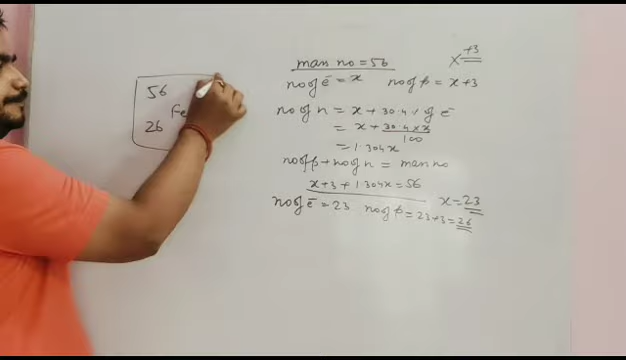 mass no = 56
X +3
no of e⁻ = x no of p = x+3
no of n = x + 30.4 % of e⁻
= x + 30.4 × x / 100
= 1.304x
no of p + no of n = mass no
x+3+1.304x = 56
x = 23
no of e⁻ = 23 no of p = 23+3 = 26
56
Fe
26